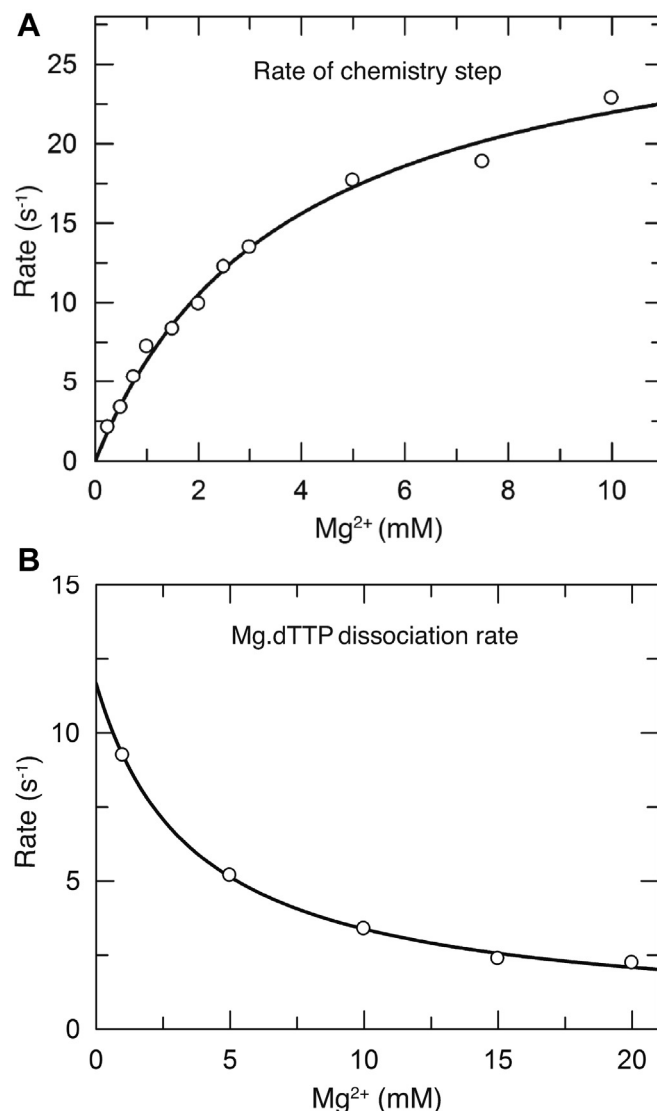 A
Rate of chemistry step
25
20
15
10
5
0
Rate (s⁻¹)
0 2 4 6 8 10
Mg²⁺ (mM)
B
Mg.dTTP dissociation rate
15
10
5
0
Rate (s⁻¹)
0 5 10 15 20
Mg²⁺ (mM)